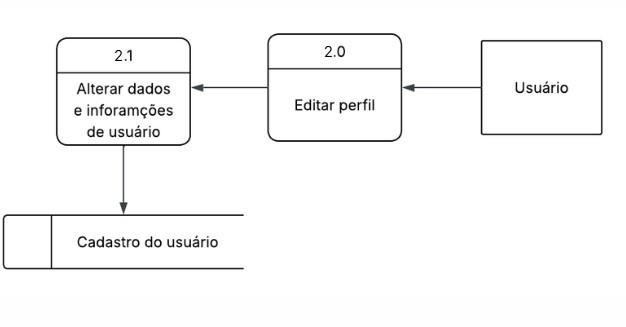 2.1
Alterar dados
e inforamções
de usuário
2.0
Editar perfil
Usuário
Cadastro do usuário